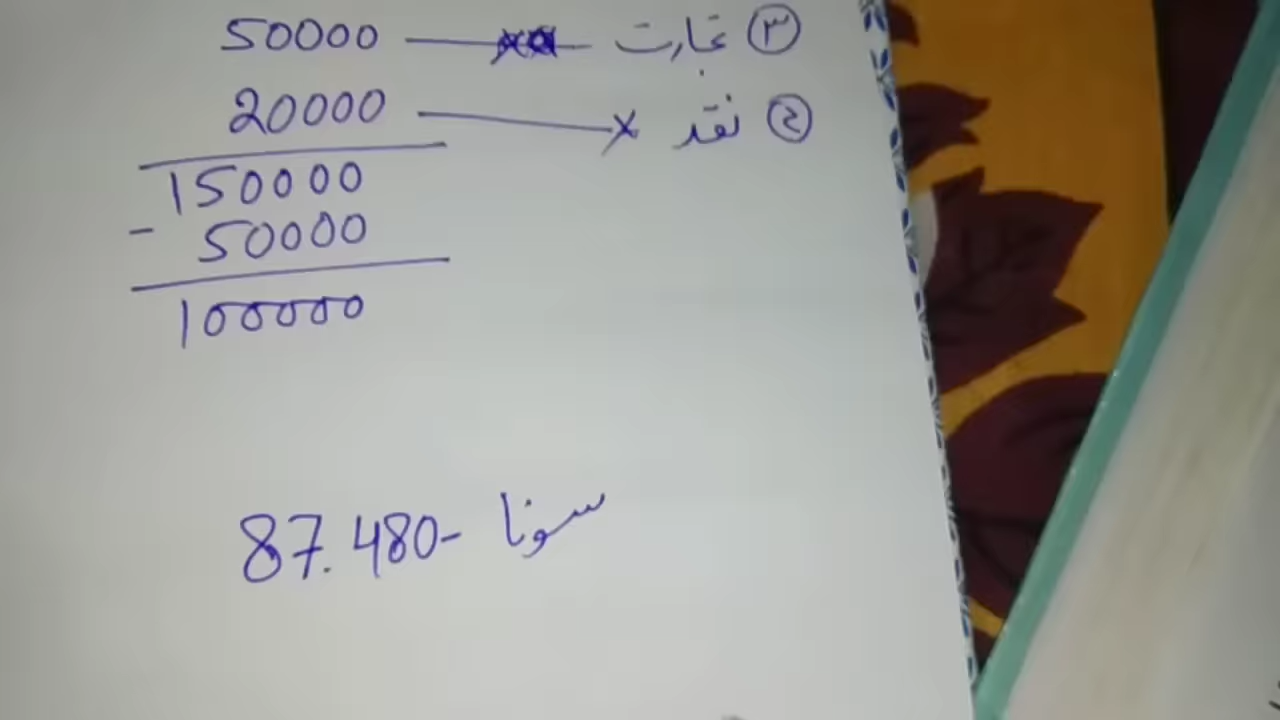 ③ تجارت 50000
④ نقد × 20000
150000
- 50000
100000
سونا - 87.480